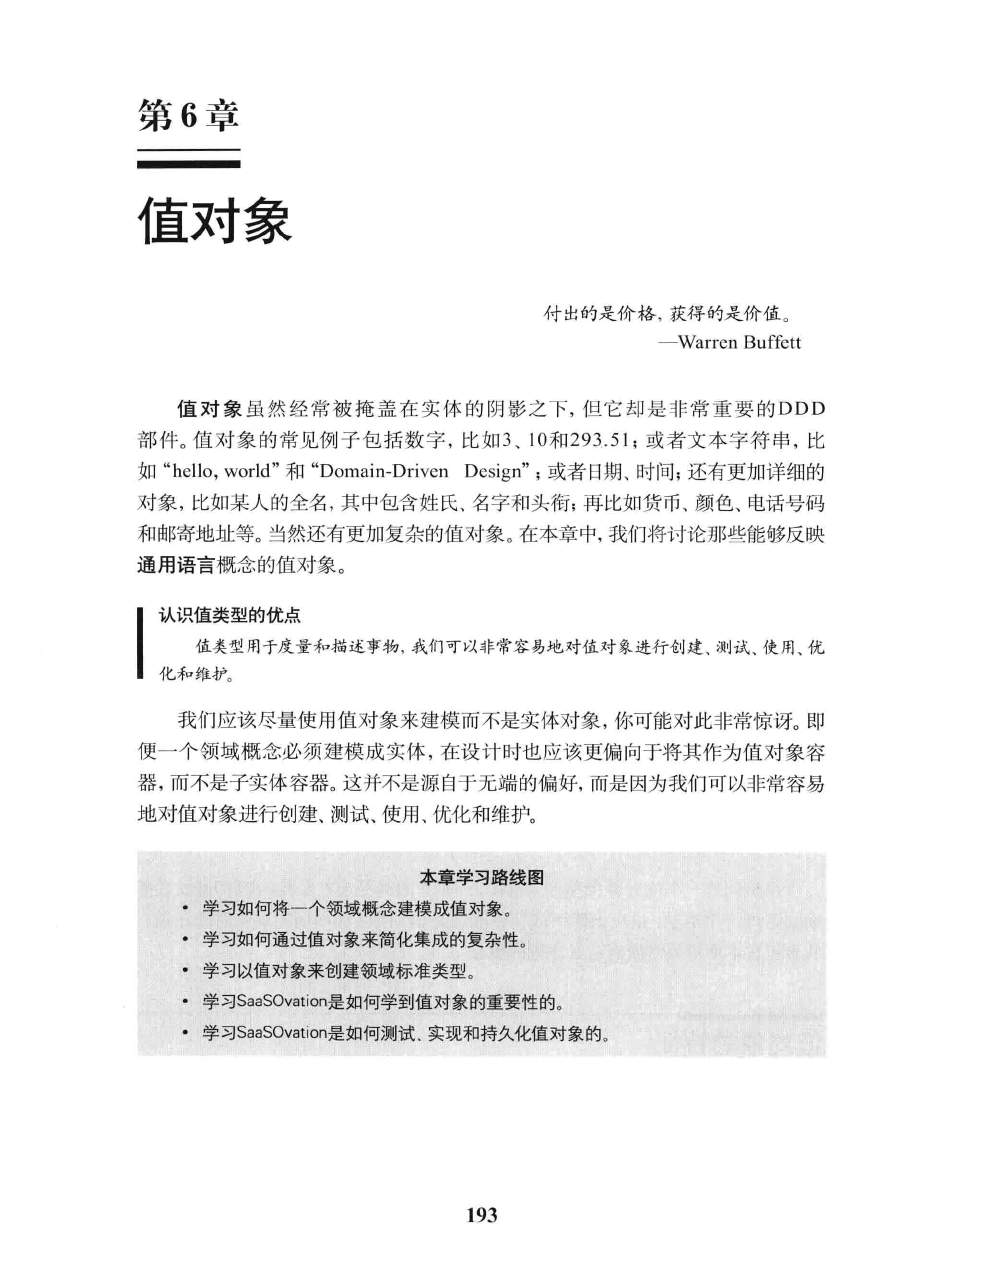 第6章
值对象
付出的是价格，获得的是价值。
—Warren Buffett
值对象虽然经常被掩盖在实体的阴影之下，但它却是非常重要的DDD
部件。值对象的常见例子包括数字，比如3、10和293.51；或者文本字符串，比
如“hello, world”和“Domain-Driven Design”；或者日期、时间；还有更加详细的
对象，比如某人的全名，其中包含姓氏、名字和头衔；再比如货币、颜色、电话号码
和邮寄地址等。当然还有更加复杂的值对象。在本章中，我们将讨论那些能够反映
通用语言概念的值对象。
认识值类型的优点
值类型用于度量和描述事物，我们可以非常容易地对值对象进行创建、测试、使用、优
化和维护。
我们应该尽量使用值对象来建模而不是实体对象，你可能对此非常惊讶。即
便一个领域概念必须建模成实体，在设计时也应该更偏向于将其作为值对象容
器，而不是子实体容器。这并不是源自于无端的偏好，而是因为我们可以非常容易
地对值对象进行创建、测试、使用、优化和维护。
本章学习路线图
• 学习如何将一个领域概念建模成值对象。
• 学习如何通过值对象来简化集成的复杂性。
• 学习以值对象来创建领域标准类型。
• 学习SaaSOvation是如何学到值对象的重要性的。
• 学习SaaSOvation是如何测试、实现和持久化值对象的。
193